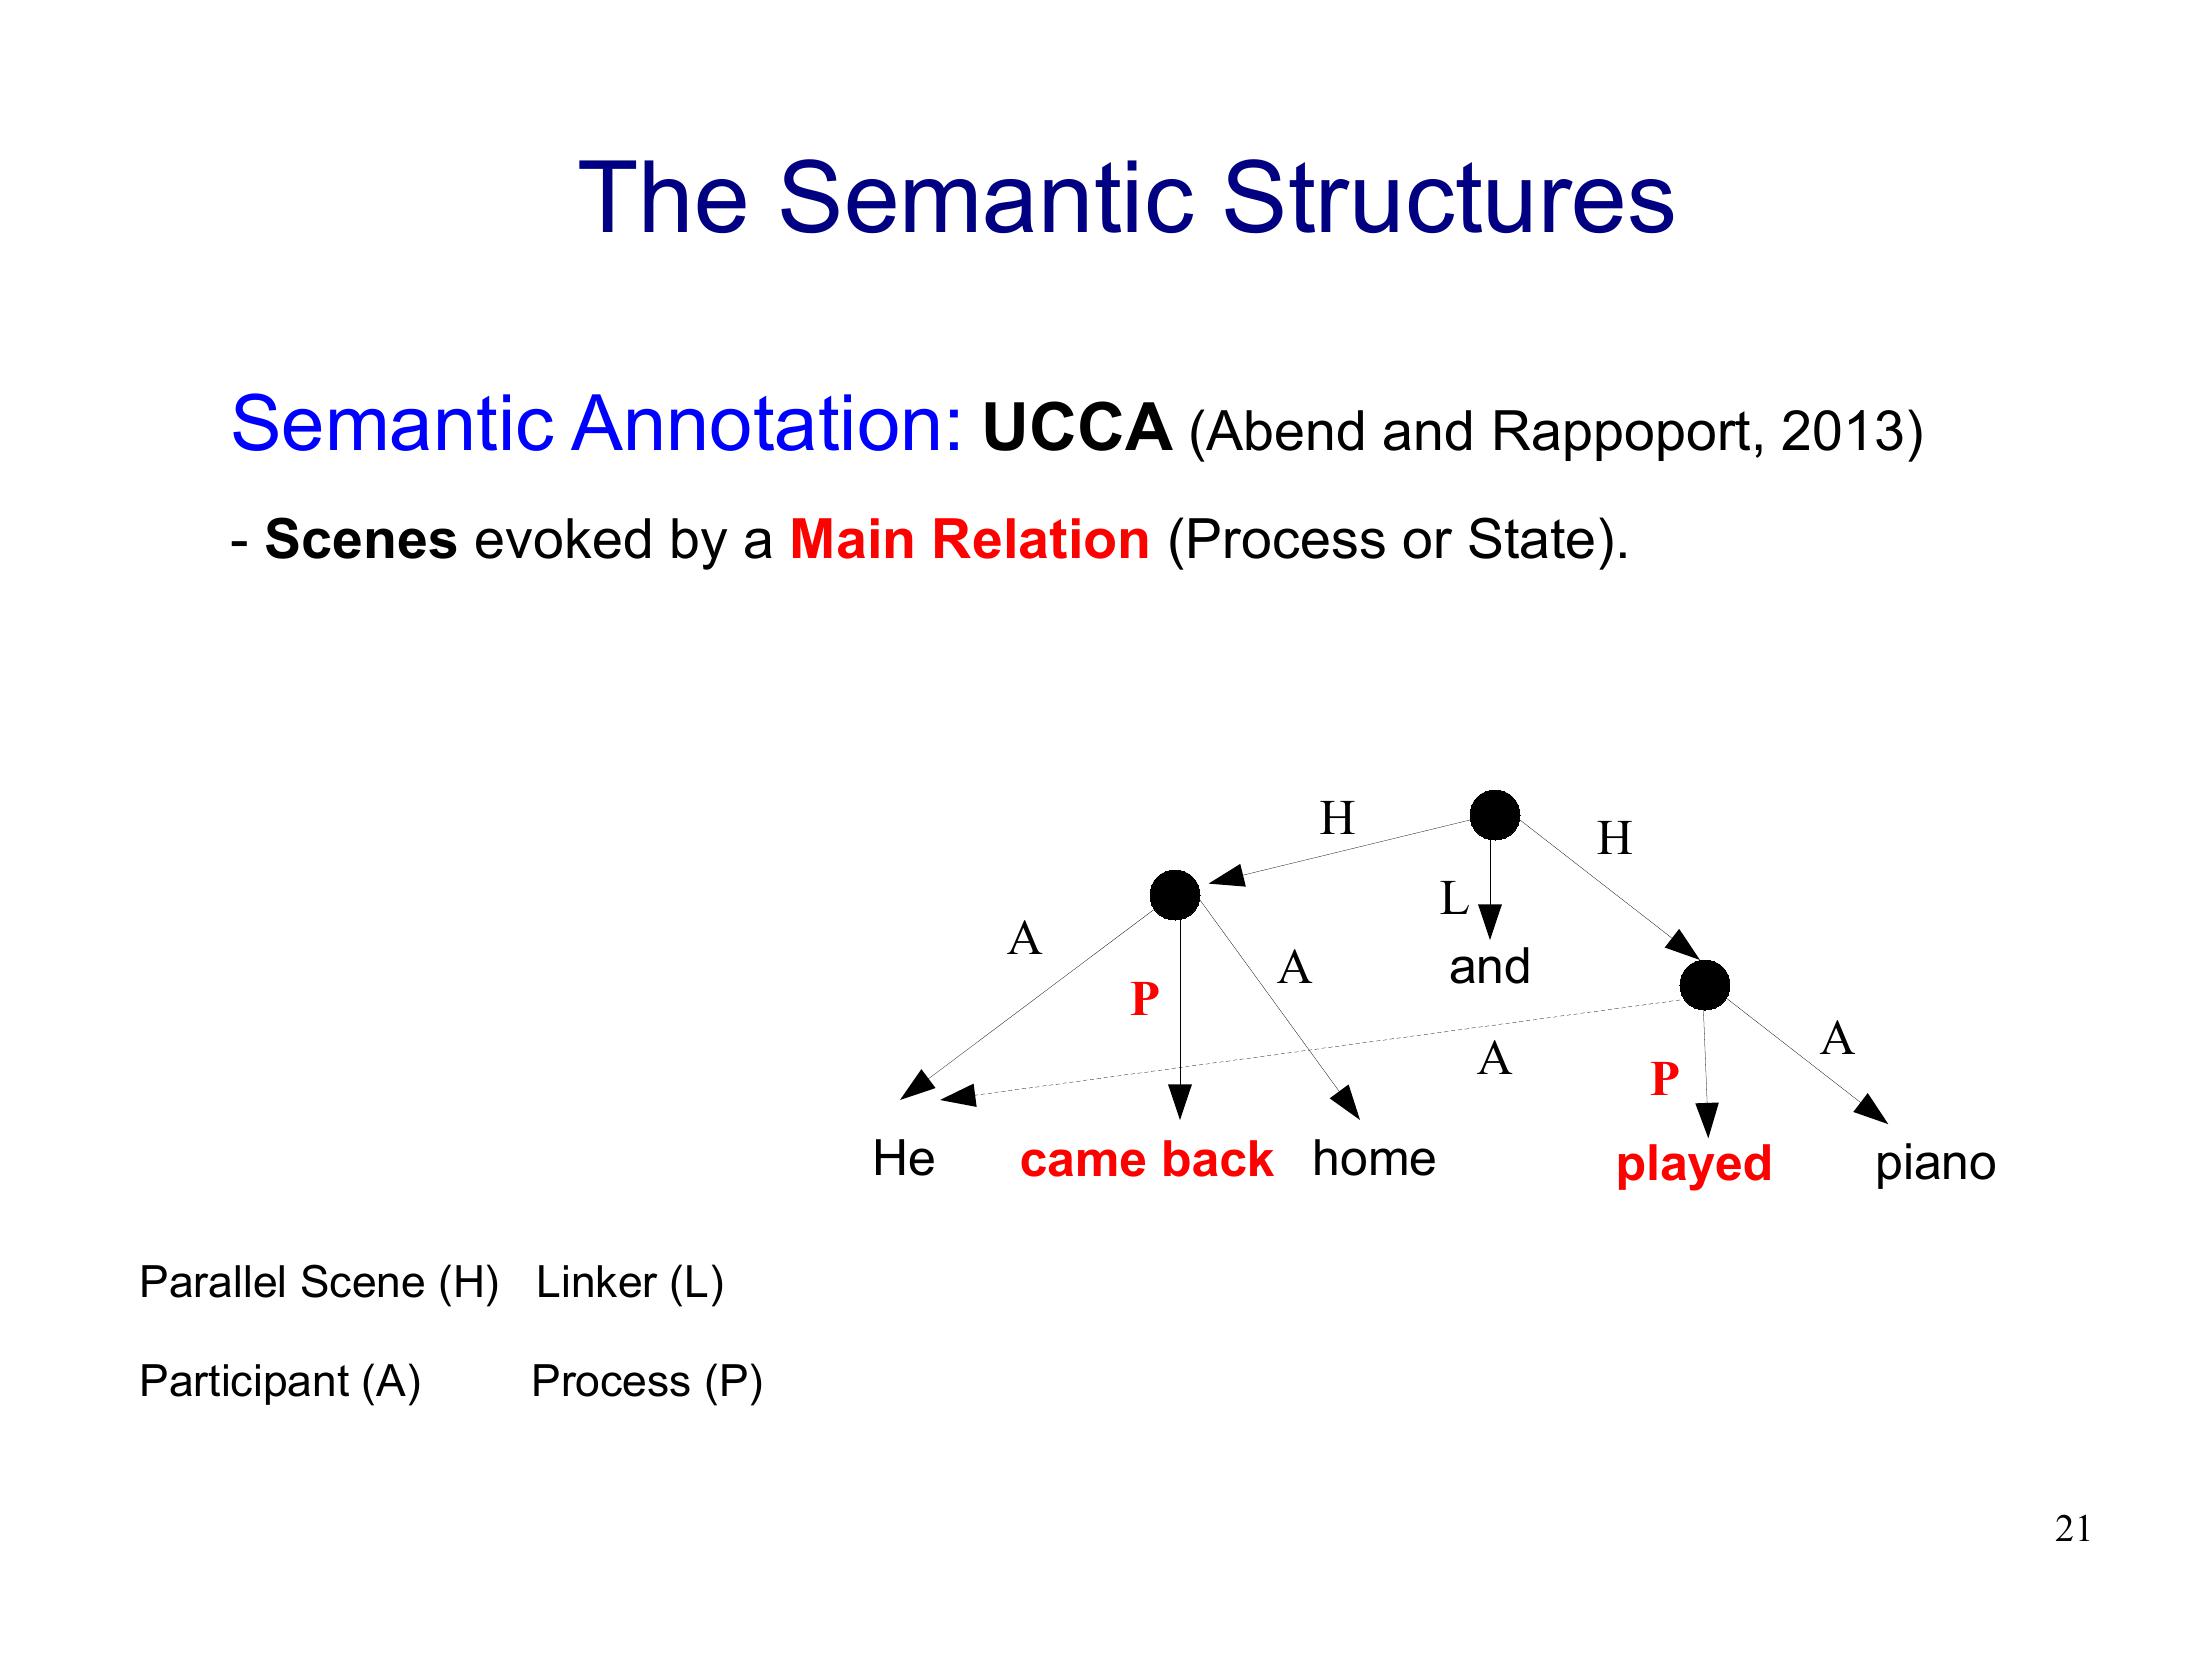 The Semantic Structures
Semantic Annotation: UCCA (Abend and Rappoport, 2013)
- Scenes evoked by a Main Relation (Process or State).
H
H
L
A
P
A
and
A
P
A
He came back home played piano
Parallel Scene (H) Linker (L)
Participant (A) Process (P)
21